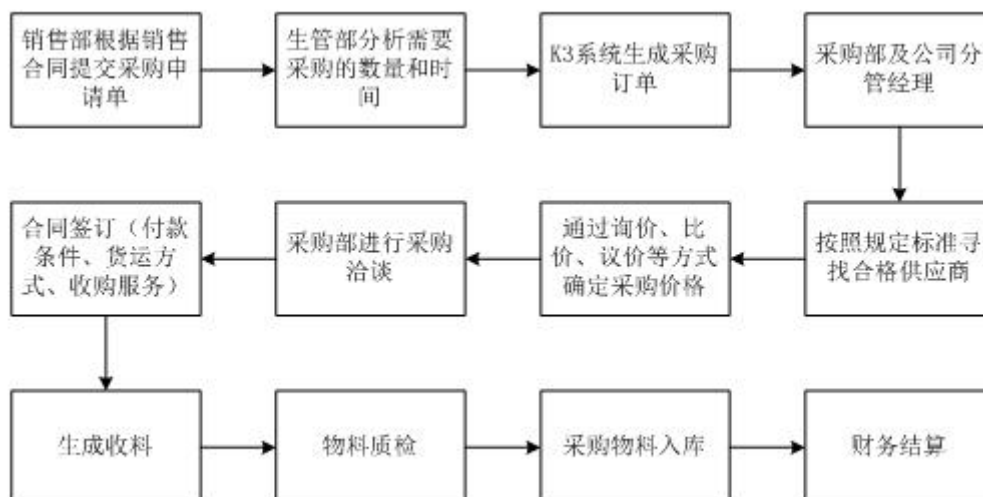 销售部根据销售
合同提交采购申
请单
生管部分析需要
采购的数量和时
间
K3系统生成采购
订单
采购部及公司分
管经理
按照规定标准寻
找合格供应商
通过询价、比
价、议价等方式
确定采购价格
采购部进行采购
洽谈
合同签订（付款
条件、货运方
式、收购服务）
生成收料
物料质检
采购物料入库
财务结算